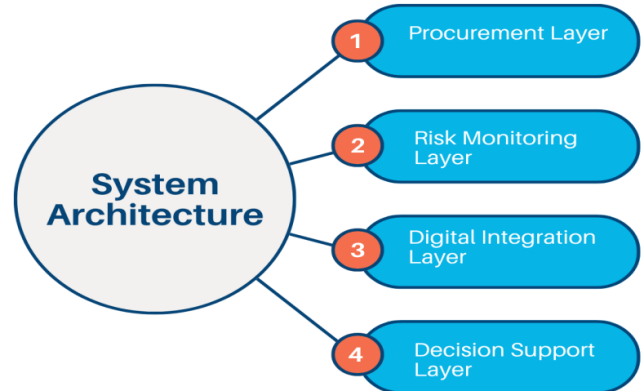 System
Architecture
1
Procurement Layer
2
Risk Monitoring
Layer
3
Digital Integration
Layer
4
Decision Support
Layer